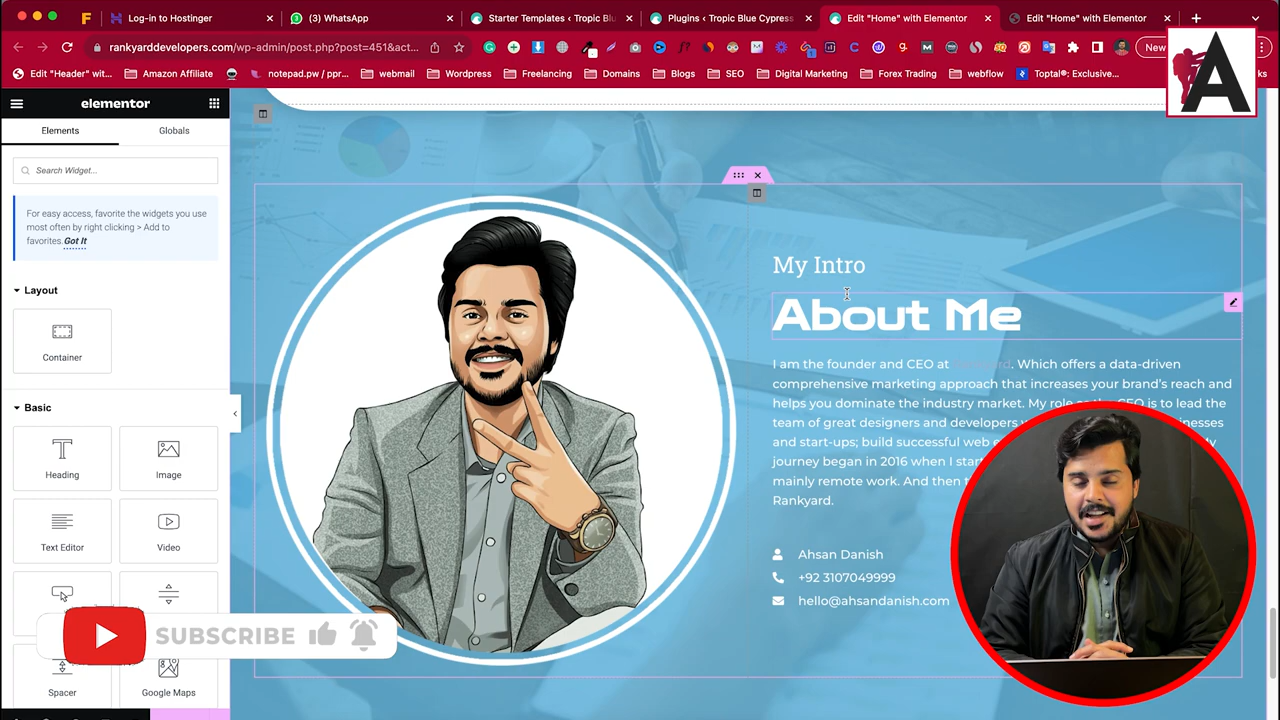 Log-in to Hostinger
(3) WhatsApp
Starter Templates ‹ Tropic Blu
Plugins ‹ Tropic Blue Cypress
Edit "Home" with Elementor
Edit "Home" with Elementor
rankyarddevelopers.com/wp-admin/post.php?post=451&act...
New
Edit "Header" wit...
Amazon Affiliate
notepad.pw / ppr...
webmail
Wordpress
Freelancing
Domains
Blogs
SEO
Digital Marketing
Forex Trading
webflow
Toptal®: Exclusive...
A
elementor
Elements
Globals
Search Widget...
For easy access, favorite the widgets you use
most often by right clicking > Add to
favorites. Got It
Layout
Container
Basic
Heading
Image
Text Editor
Video
Spacer
Google Maps
SUBSCRIBE
My Intro
About Me
I am the founder and CEO at . Which offers a data-driven
comprehensive marketing approach that increases your brand's reach and
helps you dominate the industry market. My role as the CEO is to lead the
team of great designers and developers
and start-ups; build successful web
journey began in 2016 when I
mainly remote work. And then
Rankyard.
Ahsan Danish
+92 3107049999
hello@ahsandanish.com